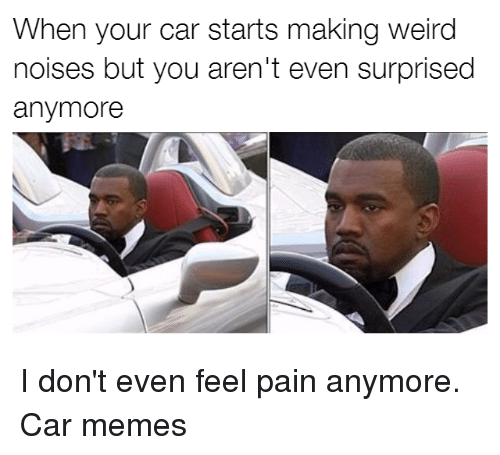 When your car starts making weird
noises but you aren't even surprised
anymore
I don't even feel pain anymore.
Car memes